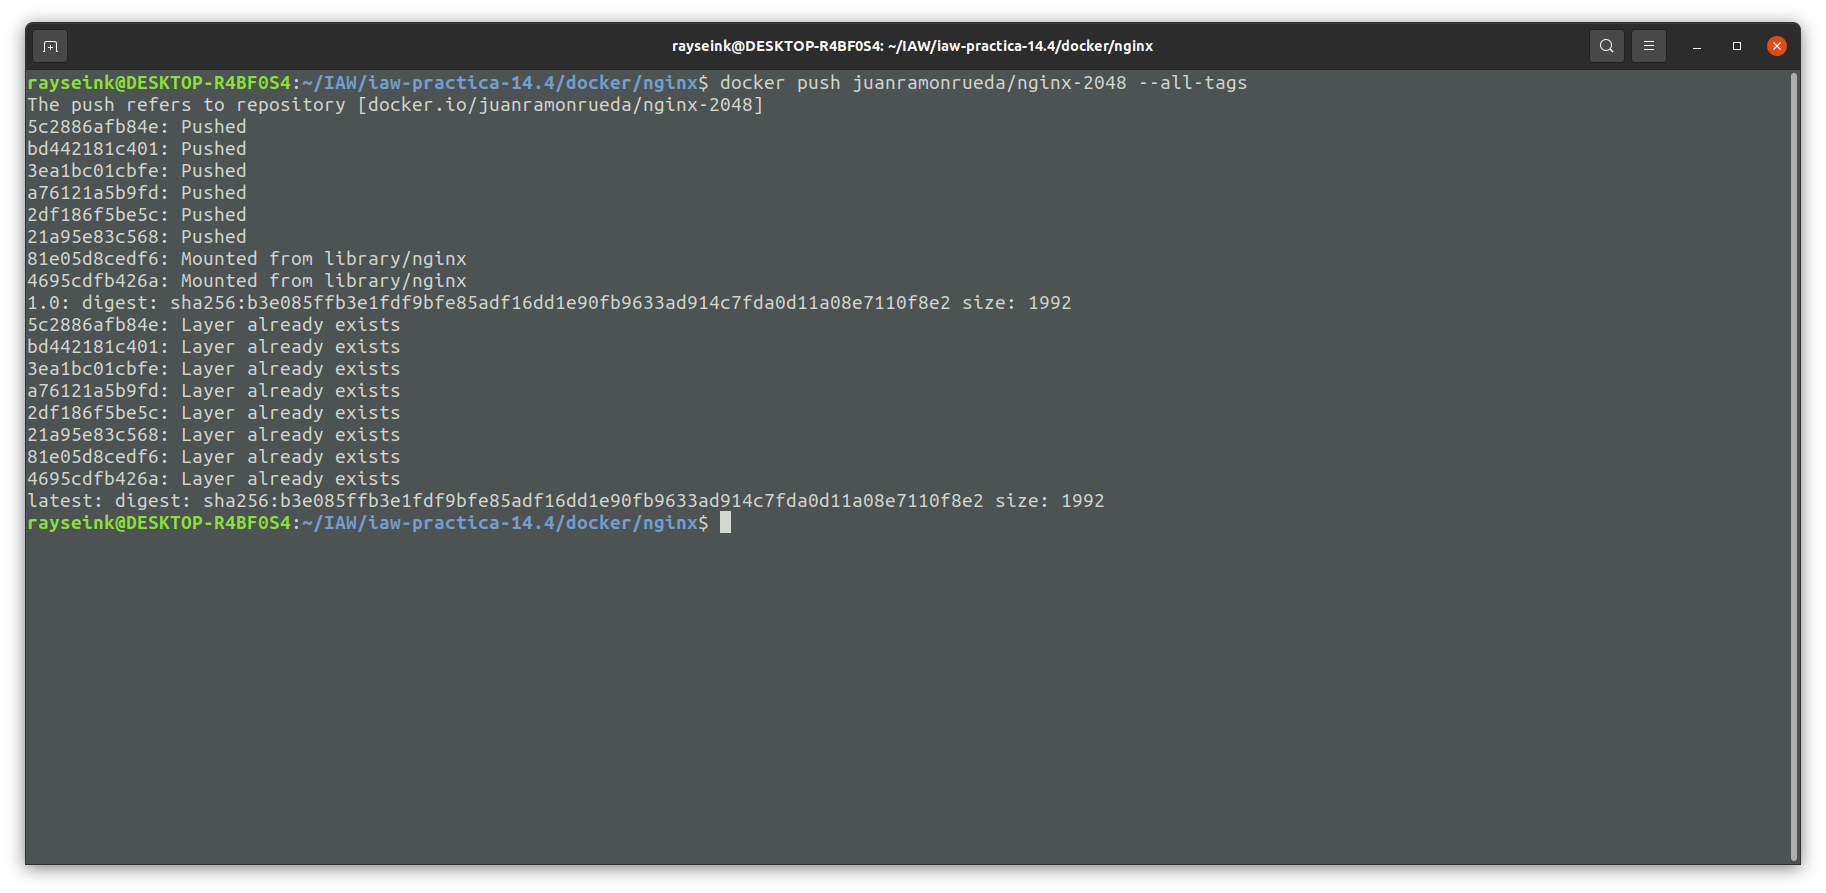 rayseink@DESKTOP-R4BF0S4: ~/IAW/iaw-practica-14.4/docker/nginx
rayseink@DESKTOP-R4BF0S4:~/IAW/iaw-practica-14.4/docker/nginx$ docker push juanramonrueda/nginx-2048 --all-tags
The push refers to repository [docker.io/juanramonrueda/nginx-2048]
5c2886afb84e: Pushed
bd442181c401: Pushed
3ea1bc01cbfe: Pushed
a76121a5b9fd: Pushed
2df186f5be5c: Pushed
21a95e83c568: Pushed
81e05d8cedf6: Mounted from library/nginx
4695cdfb426a: Mounted from library/nginx
1.0: digest: sha256:b3e085ffb3e1fdf9bfe85adf16dd1e90fb9633ad914c7fda0d11a08e7110f8e2 size: 1992
5c2886afb84e: Layer already exists
bd442181c401: Layer already exists
3ea1bc01cbfe: Layer already exists
a76121a5b9fd: Layer already exists
2df186f5be5c: Layer already exists
21a95e83c568: Layer already exists
81e05d8cedf6: Layer already exists
4695cdfb426a: Layer already exists
latest: digest: sha256:b3e085ffb3e1fdf9bfe85adf16dd1e90fb9633ad914c7fda0d11a08e7110f8e2 size: 1992
rayseink@DESKTOP-R4BF0S4:~/IAW/iaw-practica-14.4/docker/nginx$